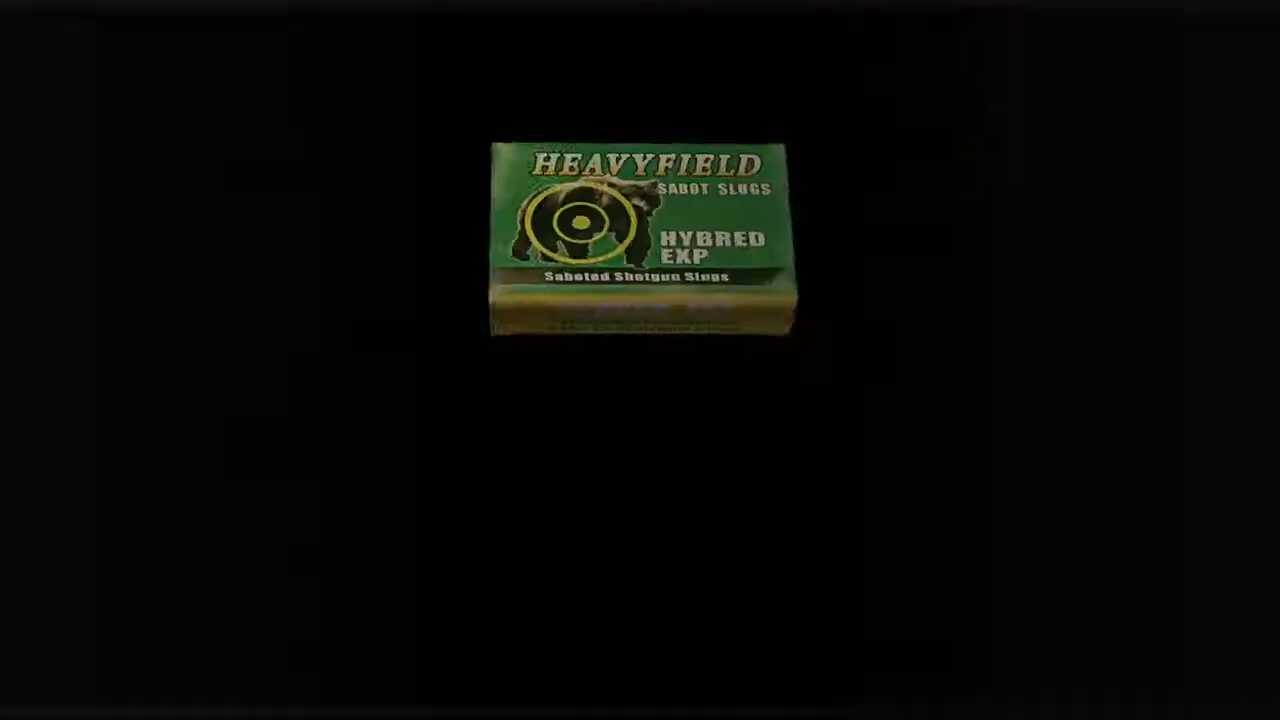 HEAVYFIELD
SABOT SLUGS
HYBRED
EXP
Saboted Shotgun Slugs